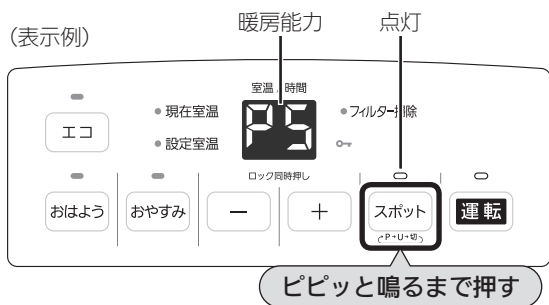 (表示例)
暖房能力
点灯
室温/時間
現在室温
設定室温
P5
フィルター掃除
エコ
おはよう
おやすみ
ロック同時押し
−
+
スポット
P→U→切
運転
ピピッと鳴るまで押す